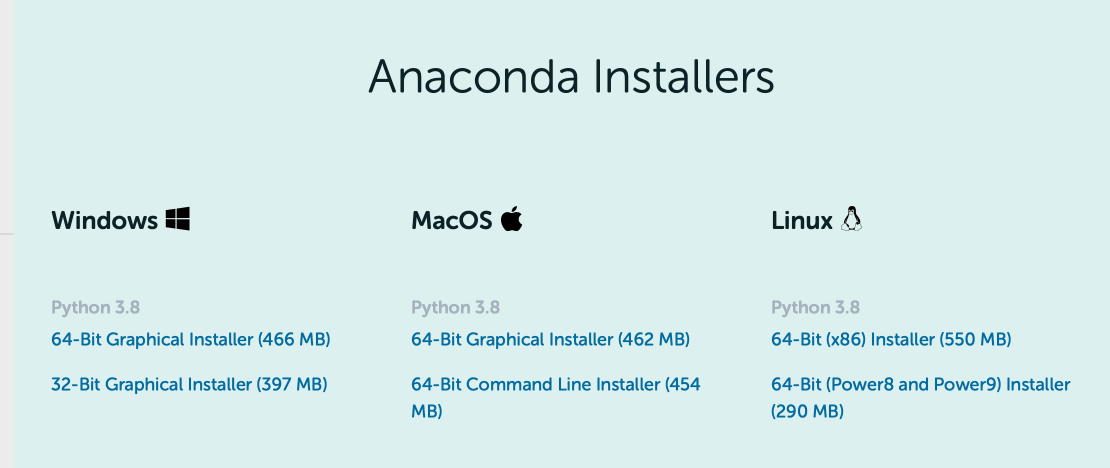 Anaconda Installers
Windows
Python 3.8
64-Bit Graphical Installer (466 MB)
32-Bit Graphical Installer (397 MB)
MacOS
Python 3.8
64-Bit Graphical Installer (462 MB)
64-Bit Command Line Installer (454
MB)
Linux
Python 3.8
64-Bit (x86) Installer (550 MB)
64-Bit (Power8 and Power9) Installer
(290 MB)